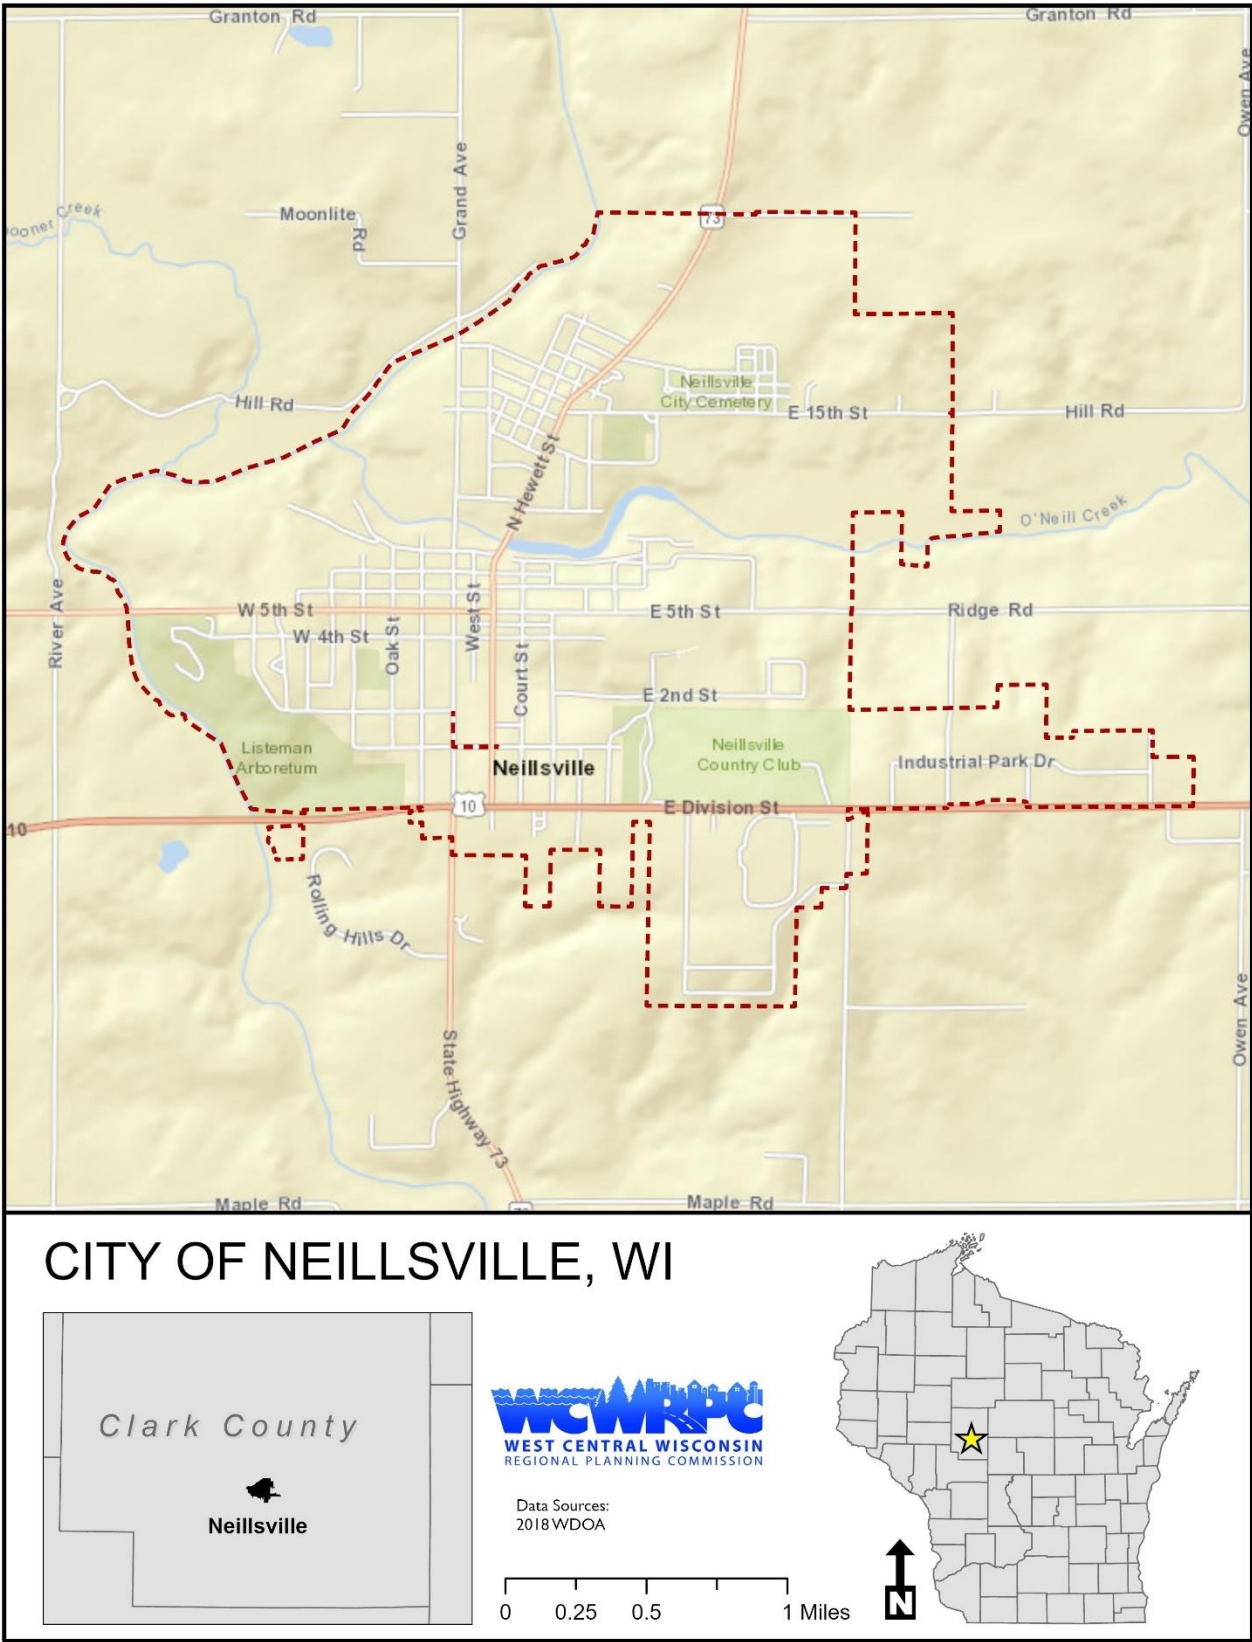 Granton Rd
Granton Rd
Owen Ave
Grand Ave
Creek
Moonlite
Rd
73
Hill Rd
Neillsville
City Cemetery
E 15th St
Hill Rd
N Hewett St
O'Neill Creek
River Ave
W 5th St
W 4th St
Oak St
West St
Court St
E 5th St
Ridge Rd
E 2nd St
Listeman
Arboretum
Neillsville
Neillsville
Country Club
Industrial Park Dr
10
10
E Division St
Rolling Hills Dr
State Highway 73
Owen Ave
Maple Rd
Maple Rd
CITY OF NEILLSVILLE, WI
Clark County
Neillsville
WCWRPC
WEST CENTRAL WISCONSIN
REGIONAL PLANNING COMMISSION
Data Sources:
2018 WDOA
0 0.25 0.5 1 Miles
N